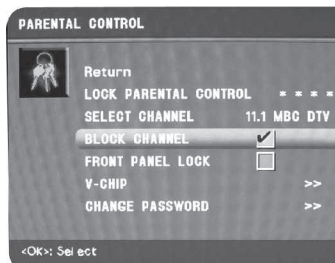 PARENTAL CONTROL
Return
LOCK PARENTAL CONTROL * * * *
SELECT CHANNEL 11.1 MBC DTV
BLOCK CHANNEL ✔
FRONT PANEL LOCK
V-CHIP >>
CHANGE PASSWORD >>
<OK>: Select